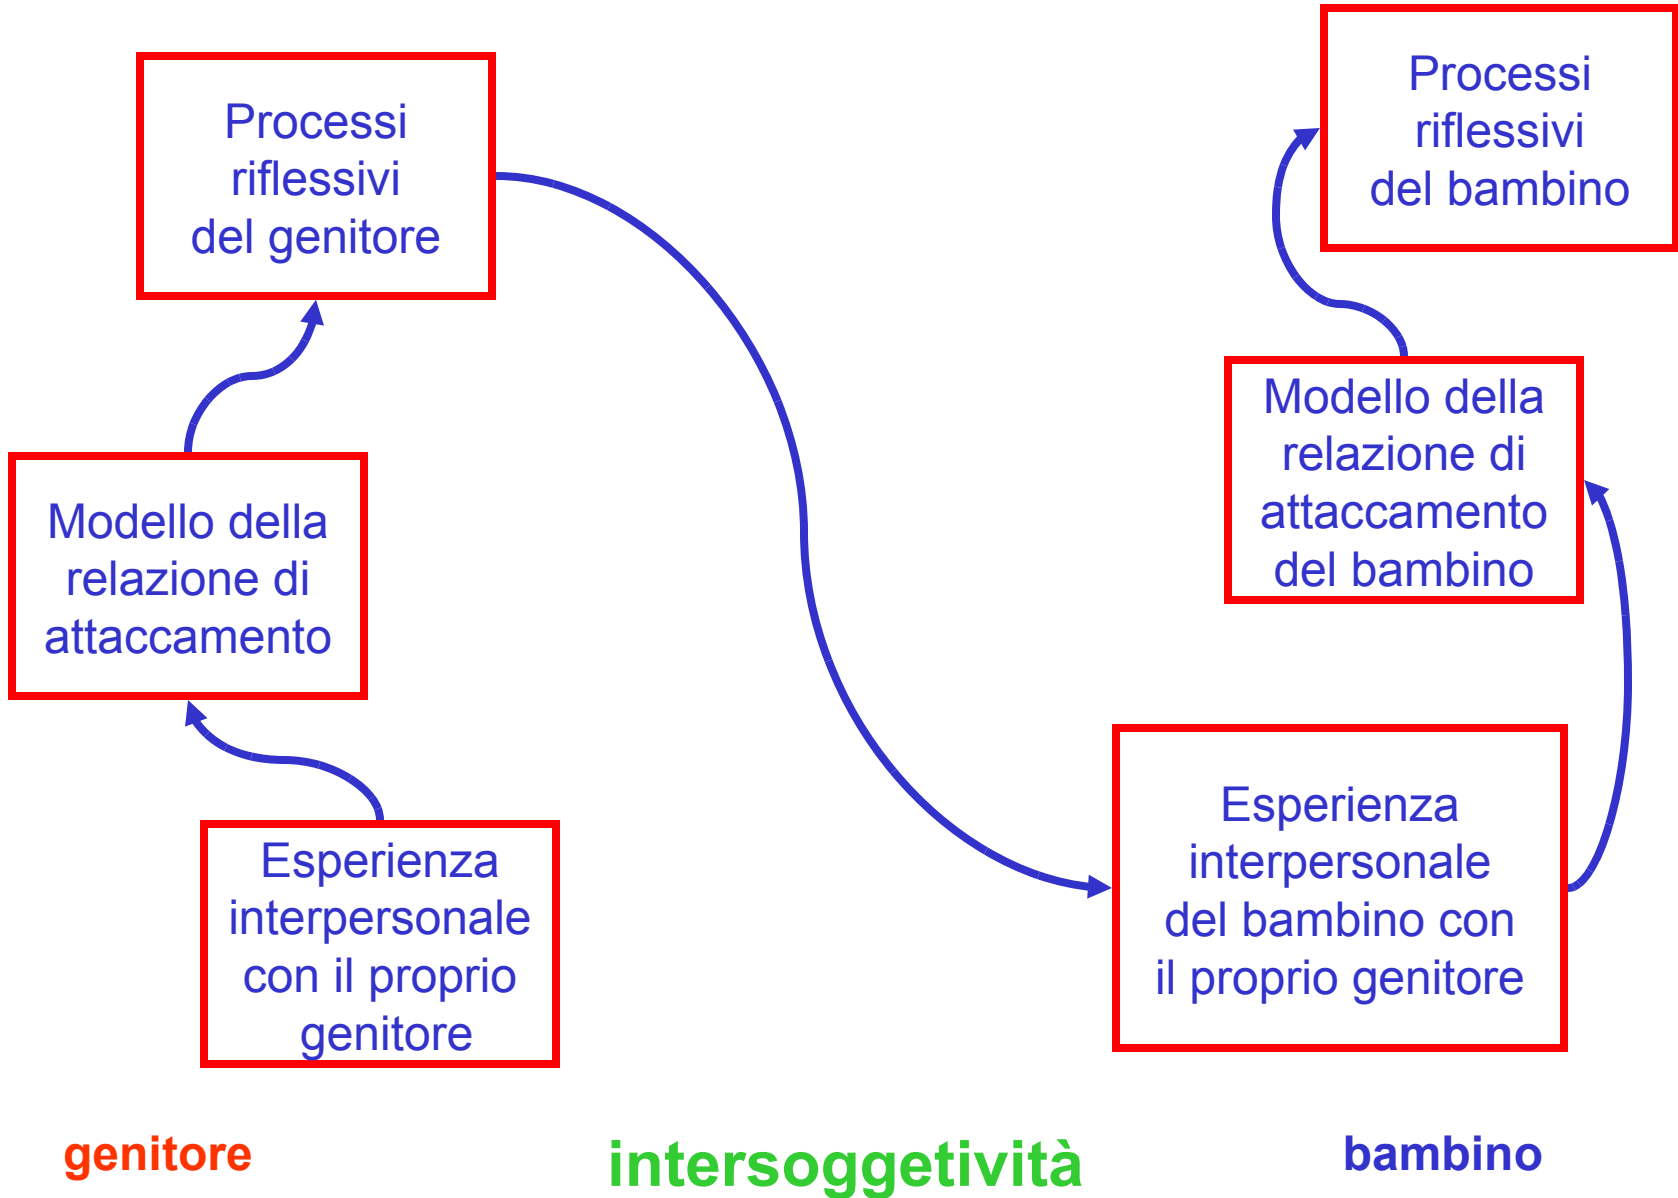 Processi
riflessivi
del genitore
Modello della
relazione di
attaccamento
Esperienza
interpersonale
con il proprio
genitore
Processi
riflessivi
del bambino
Modello della
relazione di
attaccamento
del bambino
Esperienza
interpersonale
del bambino con
il proprio genitore
genitore
intersoggetività
bambino